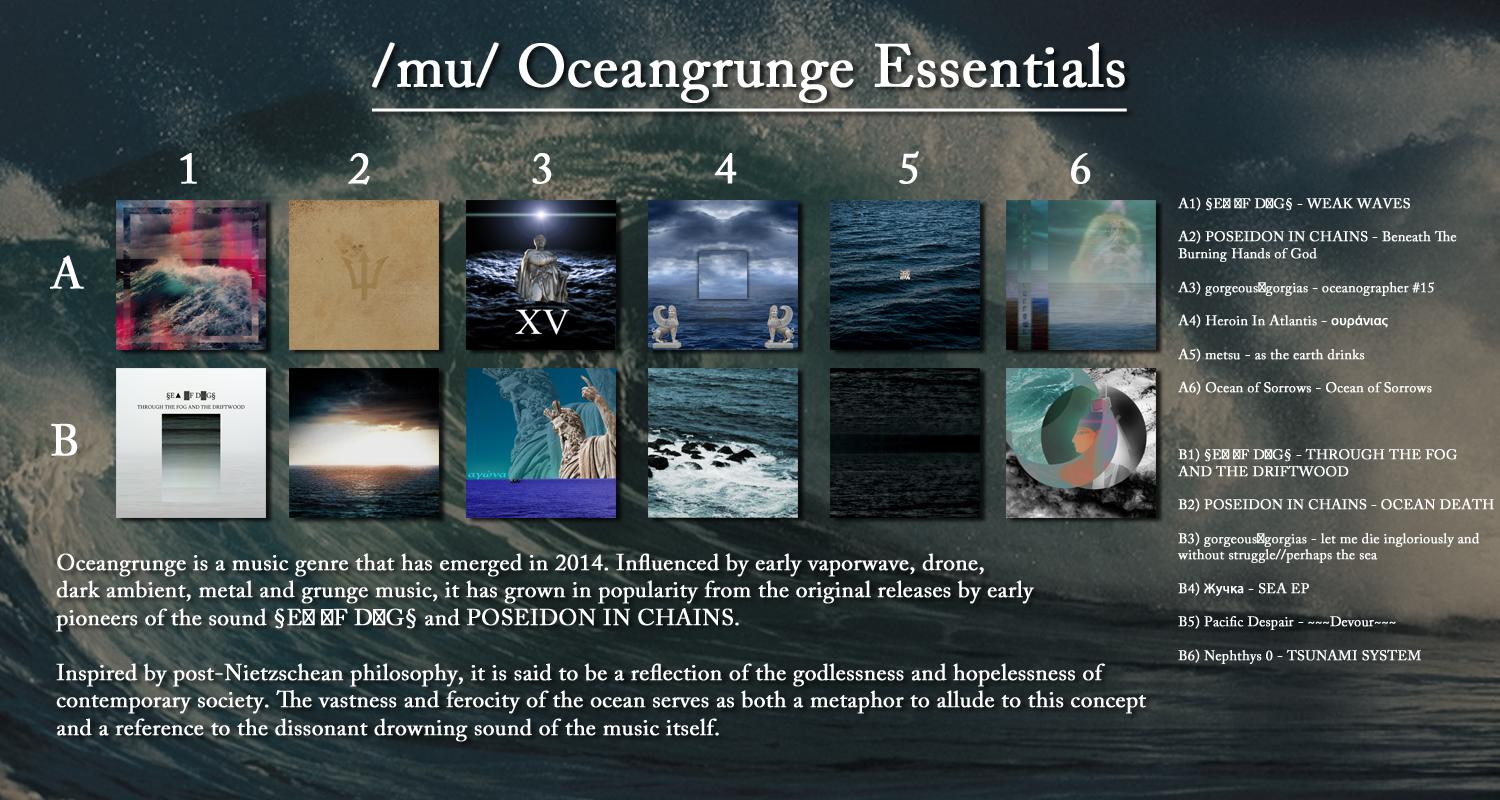 /mu/ Oceangrunge Essentials
1 2 3 4 5 6
A
XV
B
§E▲ █F D█G§
THROUGH THE FOG AND THE DRIFTWOOD
αγώνα
A1) §E☒ ☒F D☒G§ - WEAK WAVES
A2) POSEIDON IN CHAINS - Beneath The
Burning Hands of God
A3) gorgeous☒gorgias - oceanographer #15
A4) Heroin In Atlantis - ουράνιας
A5) metsu - as the earth drinks
A6) Ocean of Sorrows - Ocean of Sorrows
B1) §E☒ ☒F D☒G§ - THROUGH THE FOG
AND THE DRIFTWOOD
B2) POSEIDON IN CHAINS - OCEAN DEATH
B3) gorgeous☒gorgias - let me die ingloriously and
without struggle//perhaps the sea
B4) Жучка - SEA EP
B5) Pacific Despair - ~~~Devour~~~
B6) Nephthys 0 - TSUNAMI SYSTEM
Oceangrunge is a music genre that has emerged in 2014. Influenced by early vaporwave, drone,
dark ambient, metal and grunge music, it has grown in popularity from the original releases by early
pioneers of the sound §E☒ ☒F D☒G§ and POSEIDON IN CHAINS.
Inspired by post-Nietzschean philosophy, it is said to be a reflection of the godlessness and hopelessness of
contemporary society. The vastness and ferocity of the ocean serves as both a metaphor to allude to this concept
and a reference to the dissonant drowning sound of the music itself.